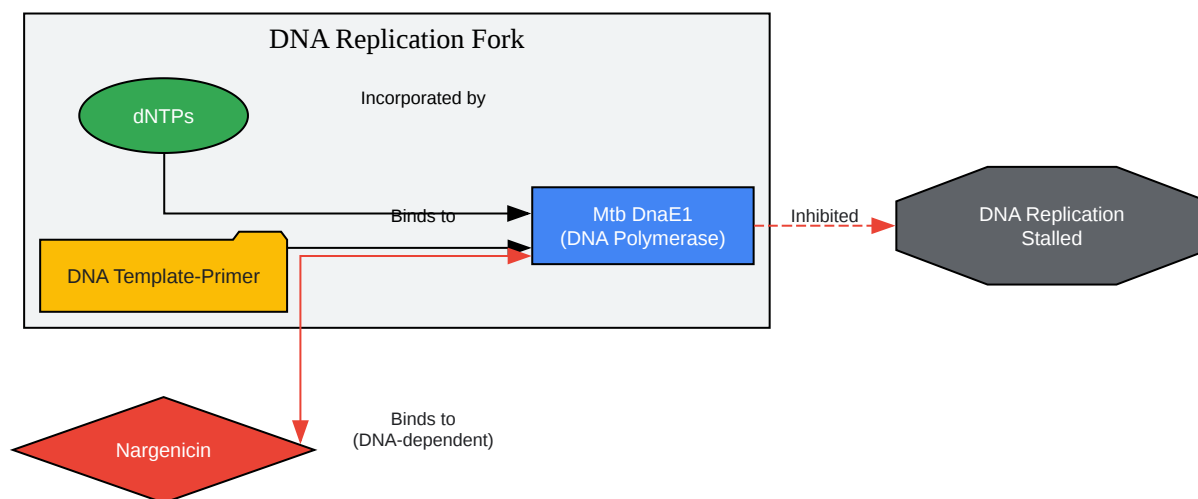 DNA Replication Fork
dNTPs
Incorporated by
Binds to
Mtb DnaE1
(DNA Polymerase)
Inhibited
DNA Replication
Stalled
DNA Template-Primer
Nargenicin
Binds to
(DNA-dependent)